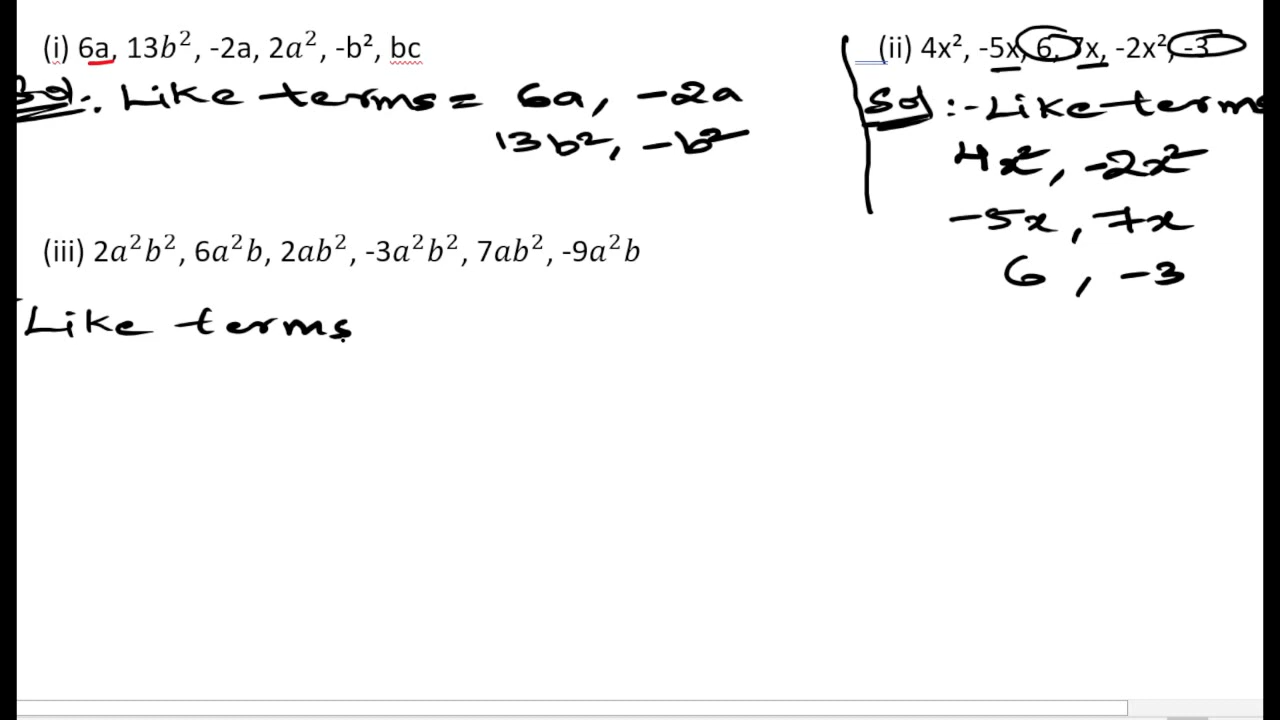 (i) 6a, 13b², -2a, 2a², -b², bc
Sol:. Like terms = 6a, -2a
13b², -b²
(ii) 4x², -5x, 6, 7x, -2x², -3
Sol :- Like terms
4x², -2x²
-5x, 7x
6, -3
(iii) 2a²b², 6a²b, 2ab², -3a²b², 7ab², -9a²b
Like terms